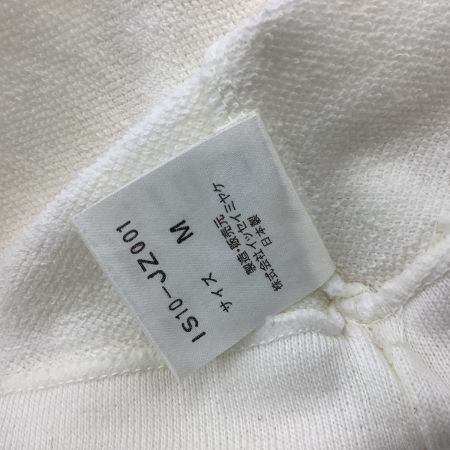 IS10-JZ001
サイズ M
製造・販売元
株式会社イッセイミヤケ
日本製